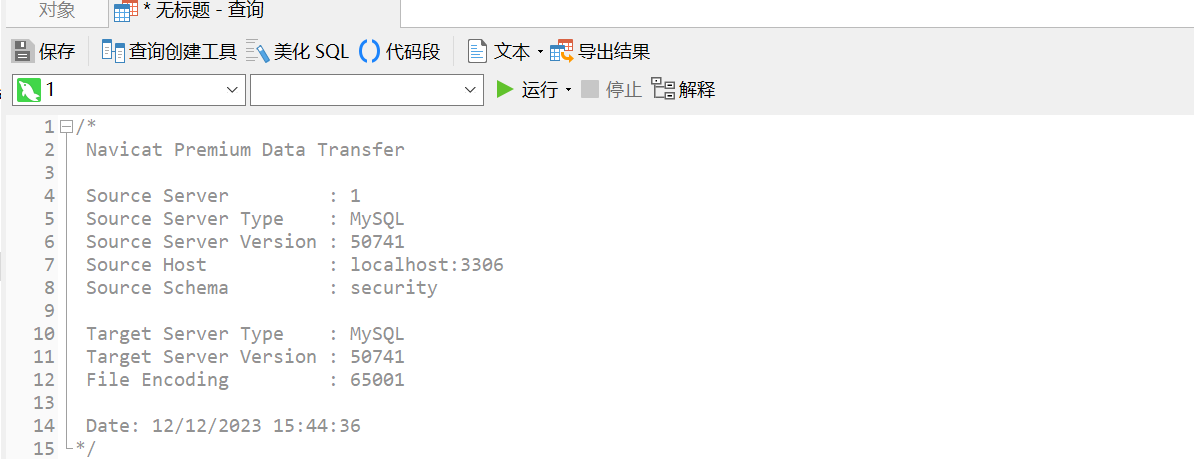 对象
* 无标题 - 查询
保存 查询创建工具 美化 SQL 代码段 文本 导出结果
1 运行 停止 解释
1 /*
2 Navicat Premium Data Transfer
3
4 Source Server : 1
5 Source Server Type : MySQL
6 Source Server Version : 50741
7 Source Host : localhost:3306
8 Source Schema : security
9
10 Target Server Type : MySQL
11 Target Server Version : 50741
12 File Encoding : 65001
13
14 Date: 12/12/2023 15:44:36
15 */